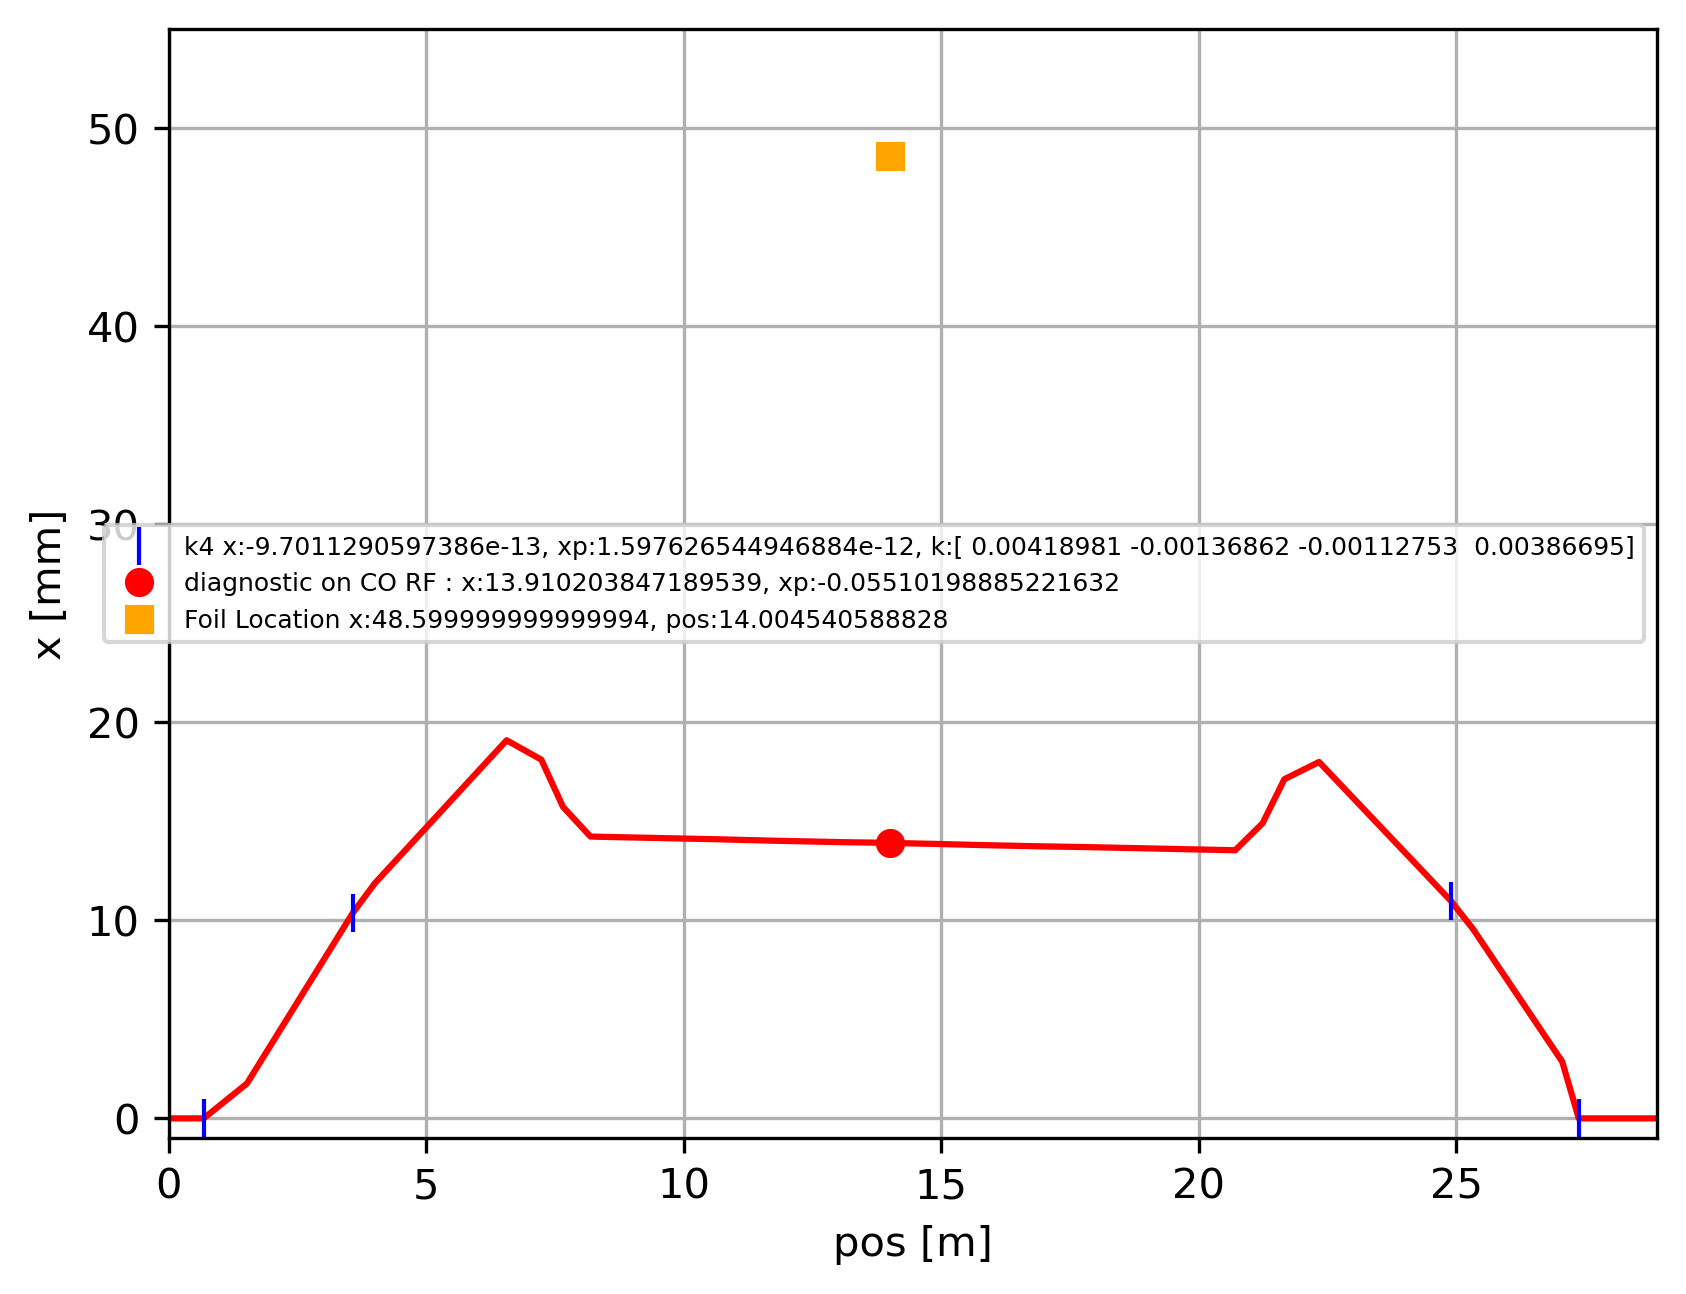 50
40
30
k4 x:-9.7011290597386e-13, xp:1.597626544946884e-12, k:[ 0.00418981 -0.00136862 -0.00112753  0.00386695]
diagnostic on CO RF : x:13.910203847189539, xp:-0.05510198885221632
Foil Location x:48.599999999999994, pos:14.004540588828
x [mm]
20
10
0
0 5 10 15 20 25
pos [m]